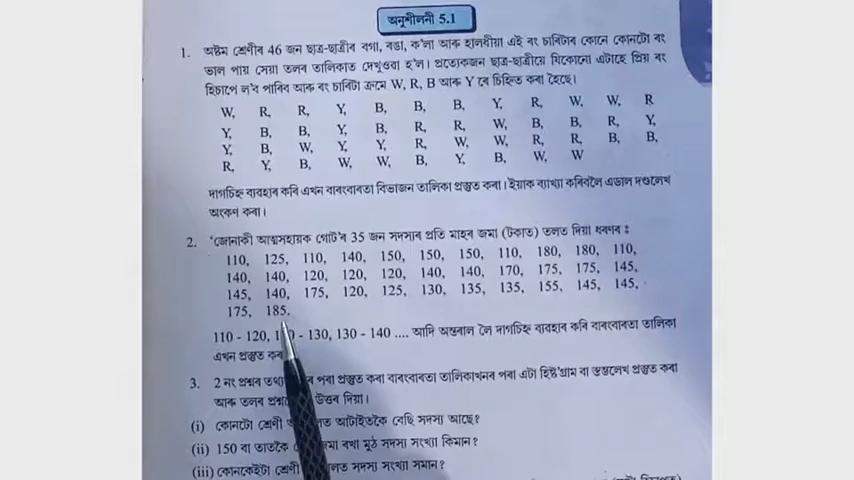 অনুশীলনী 5.1
1. অষ্টম শ্ৰেণীৰ 46 জন ছাত্ৰ-ছাত্ৰীৰ বগা, ৰঙা, ক'লা আৰু হালধীয়া এই ৰং চাৰিটাৰ কোনে কোনটো ৰং
ভাল পায় সেয়া তলৰ তালিকাত দেখুওৱা হ'ল। প্ৰত্যেকজন ছাত্ৰ-ছাত্ৰীয়ে যিকোনো এটাহে প্ৰিয় ৰং
হিচাপে ল'ব পাৰিব আৰু ৰং চাৰিটা ক্ৰমে W, R, B আৰু Y ৰে চিহ্নিত কৰা হৈছে।
W, R, R, Y, B, B, B, Y, R, W, W, R
Y, B, B, Y, B, R, R, W, B, B, R, Y,
Y, B, W, Y, Y, R, W, W, R, R, B, B,
R, Y, B, W, W, B, Y, B, W, W
দাগচিহ্ন ব্যৱহাৰ কৰি এখন বাৰংবাৰতা বিভাজন তালিকা প্ৰস্তুত কৰা। ইয়াক ব্যাখ্যা কৰিবলৈ এডাল দণ্ডলেখ
অংকণ কৰা।
2. 'জোনাকী আত্মসহায়ক গোট'ৰ 35 জন সদস্যৰ প্ৰতি মাহৰ জমা (টকাত) তলত দিয়া ধৰণৰ :
110, 125, 110, 140, 150, 150, 150, 110, 180, 180, 110,
140, 140, 120, 120, 120, 140, 140, 170, 175, 175, 145,
145, 140, 175, 120, 125, 130, 135, 135, 155, 145, 145,
175, 185.
110 - 120, - 130, 130 - 140 .... আদি অন্তৰাল লৈ দাগচিহ্ন ব্যৱহাৰ কৰি বাৰংবাৰতা তালিকা
এখন প্ৰস্তুত
3. 2 নং প্ৰশ্নৰ পৰা প্ৰস্তুত কৰা বাৰংবাৰতা তালিকাখনৰ পৰা এটা হিষ্ট'গ্ৰাম বা স্তম্ভলেখ প্ৰস্তুত কৰা
আৰু তলৰ উত্তৰ দিয়া।
(i) কোনটো শ্ৰেণী আটাইতকৈ বেছি সদস্য আছে?
(ii) 150 বা তাতকৈ জমা ৰখা মুঠ সদস্য সংখ্যা কিমান?
(iii) কোনকেইটা শ্ৰেণী সদস্য সংখ্যা সমান?